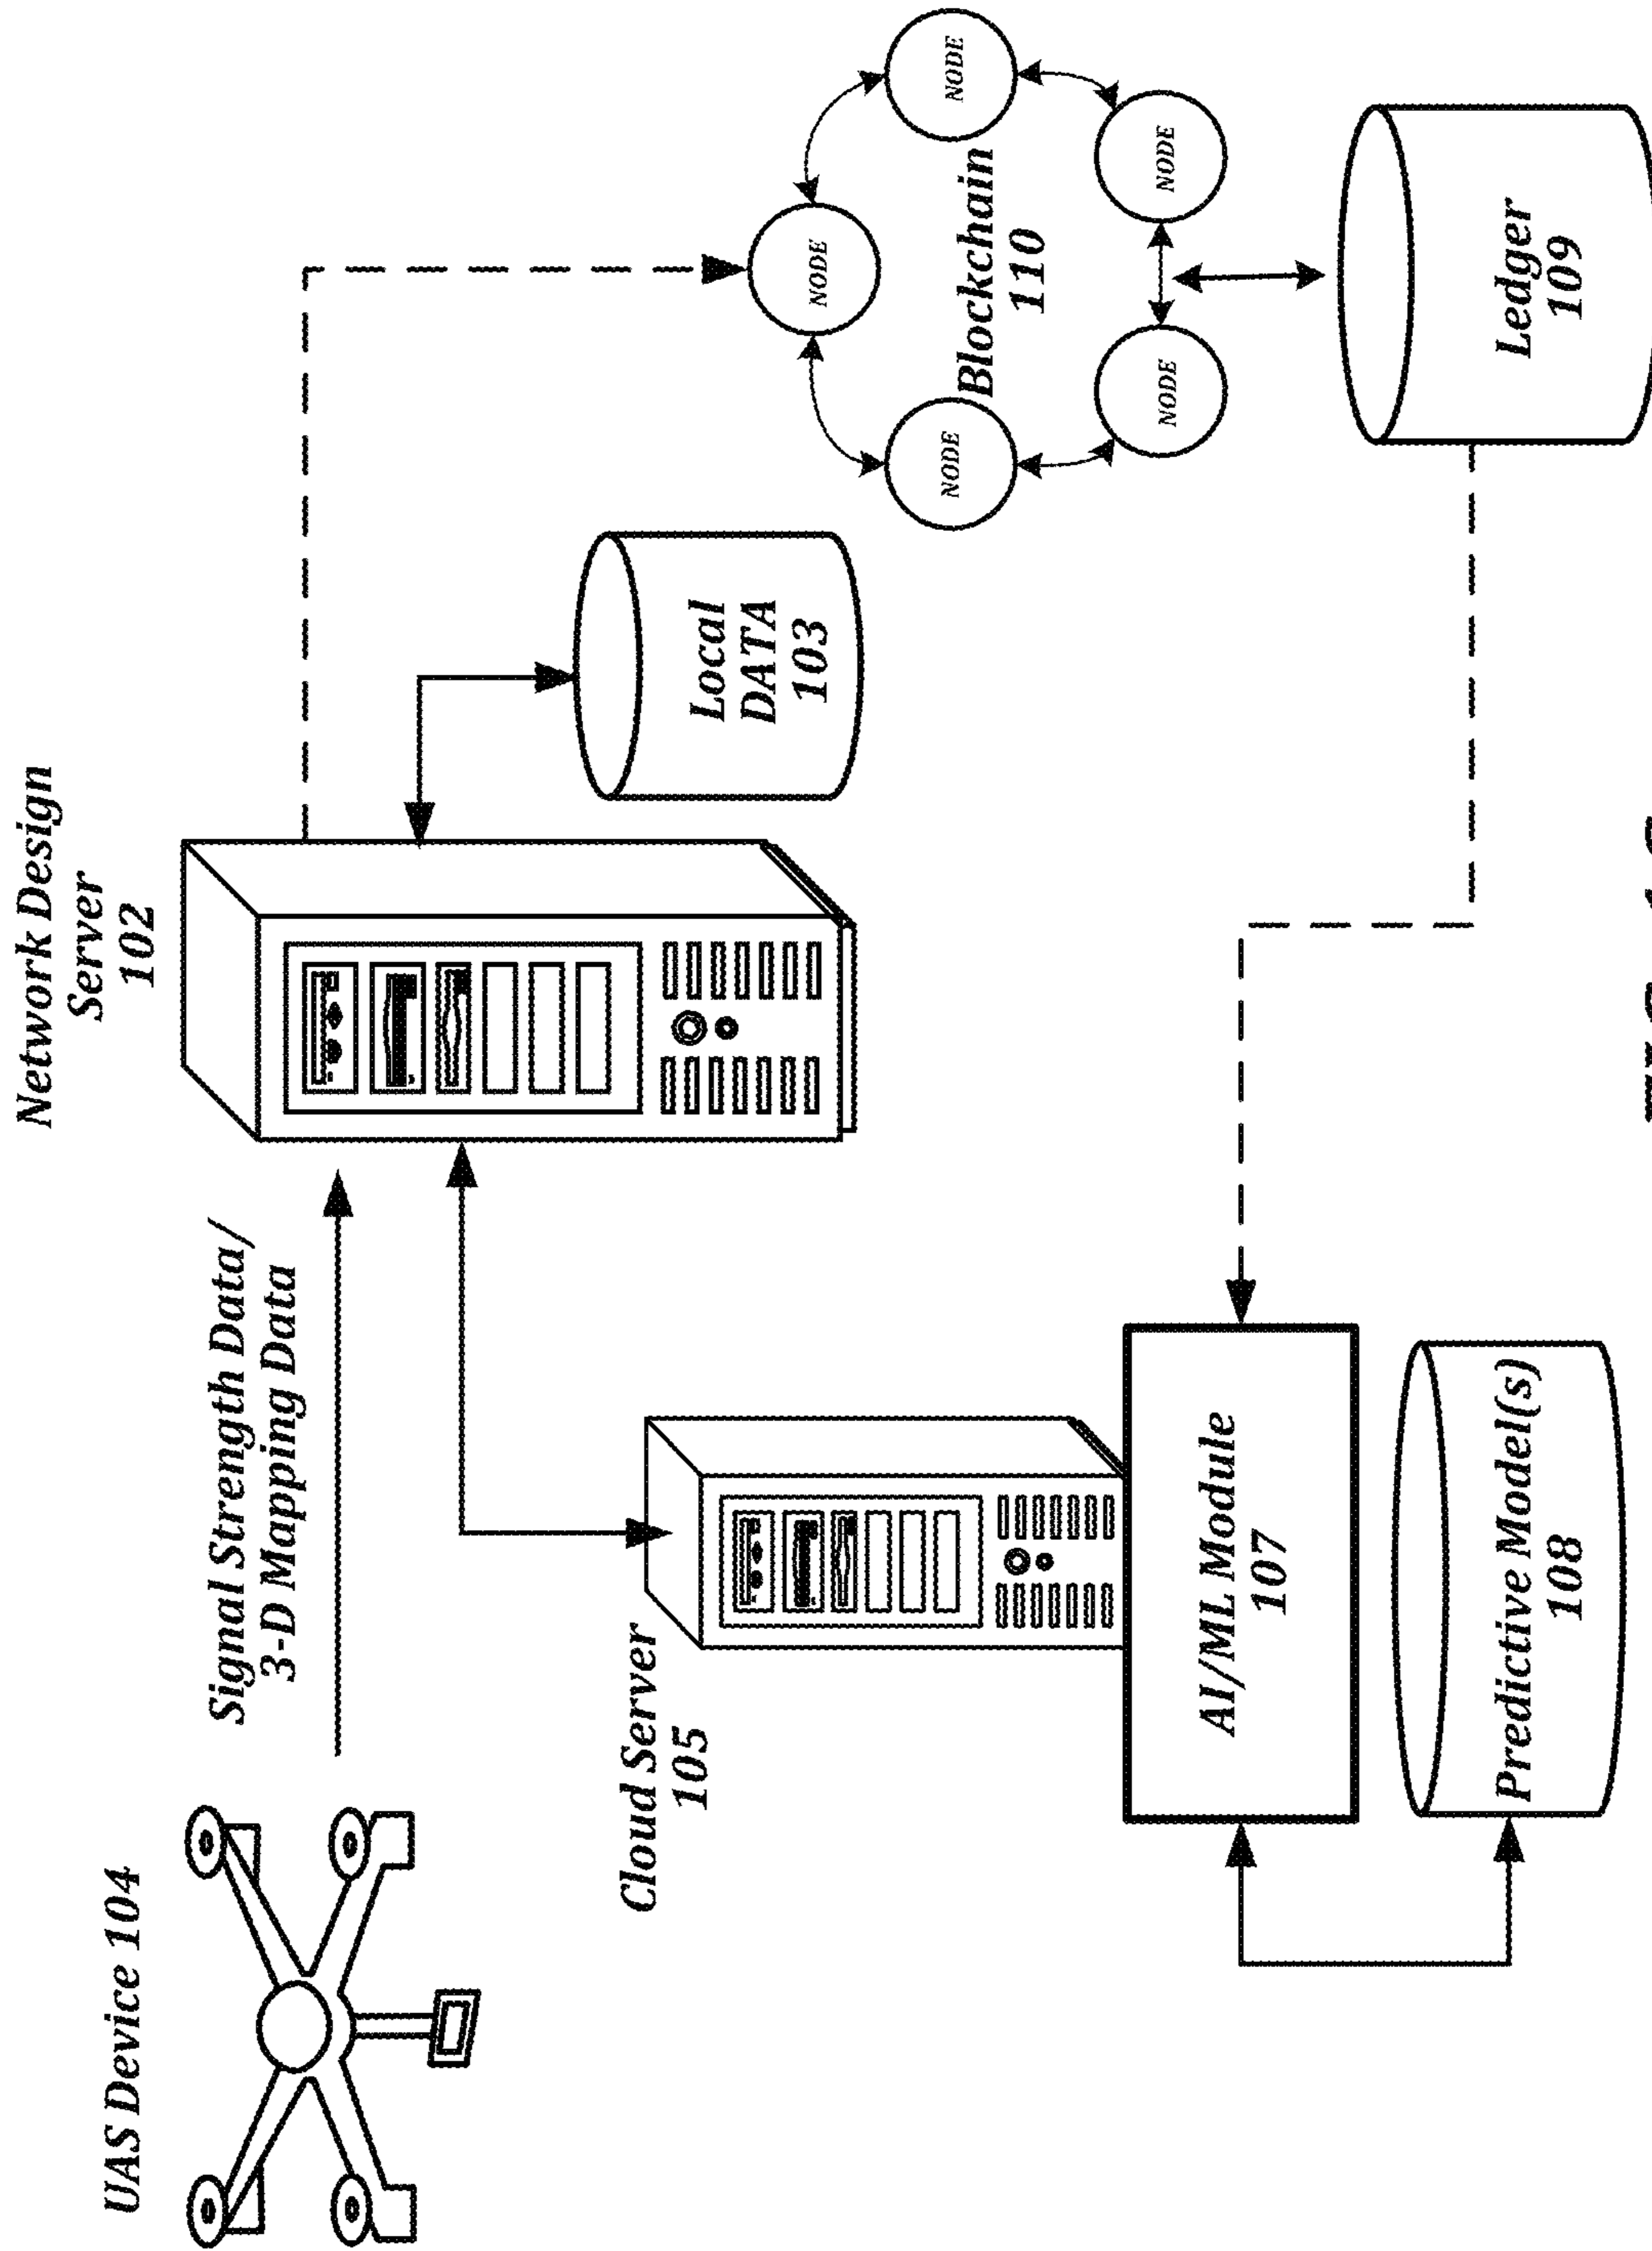 UAS Device 104
Signal Strength Data/
3-D Mapping Data
Network Design
Server
102
Cloud Server
105
Local
DATA
103
NODE
NODE
NODE
NODE
NODE
Blockchain
110
AI/ML Module
107
Predictive Model(s)
108
Ledger
109